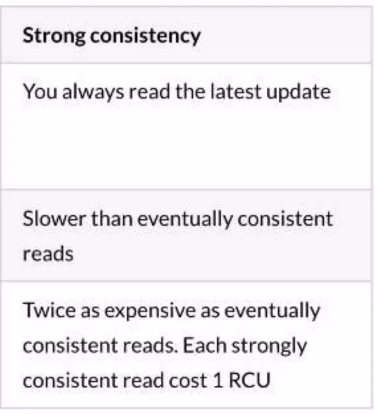 Strong consistency
You always read the latest update
Slower than eventually consistent
reads
Twice as expensive as eventually
consistent reads. Each strongly
consistent read cost 1 RCU